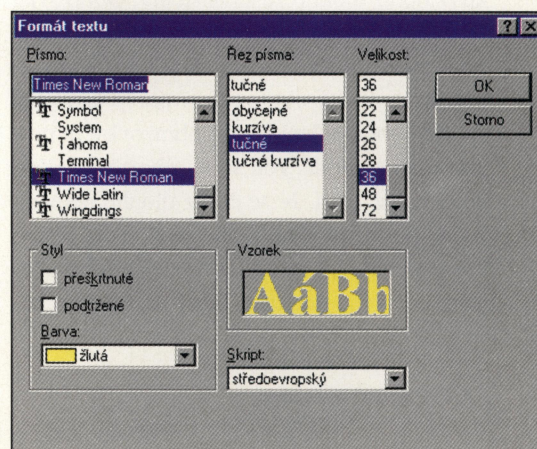 Formát textu
Písmo:
Times New Roman
Symbol
System
Tahoma
Terminal
Times New Roman
Wide Latin
Wingdings
Řez písma:
tučné
obyčejné
kurzíva
tučné
tučné kurzíva
Velikost:
36
22
24
26
28
36
48
72
OK
Storno
Styl
přeškrtnuté
podtržené
Barva:
žlutá
Vzorek
AáBb
Skript:
středoevropský